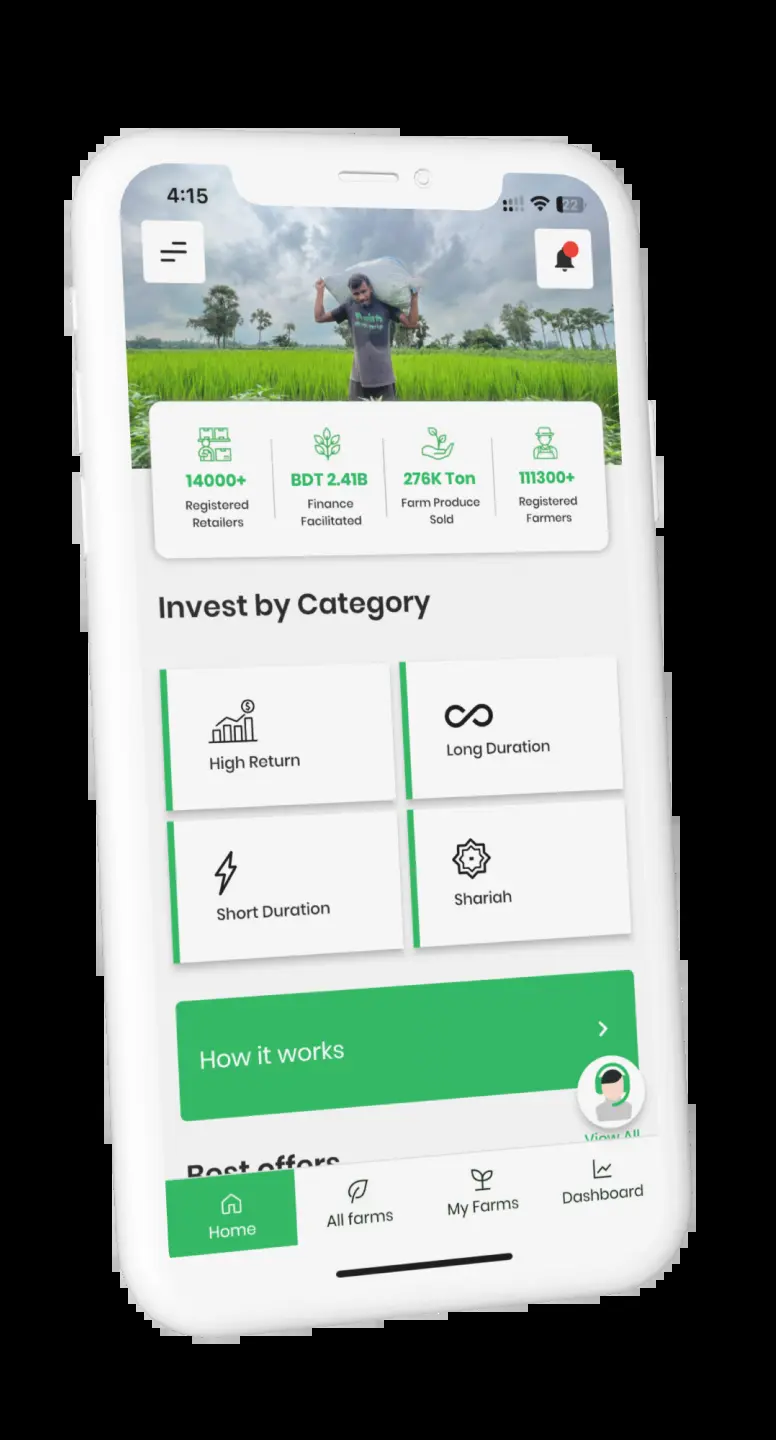 4:15
22
14000+
Registered
Retailers
BDT 2.41B
Finance
Facilitated
276K Ton
Farm Produce
Sold
111300+
Registered
Farmers
Invest by Category
High Return
Long Duration
Short Duration
Shariah
How it works
View All
Best offers
Home
All farms
My Farms
Dashboard